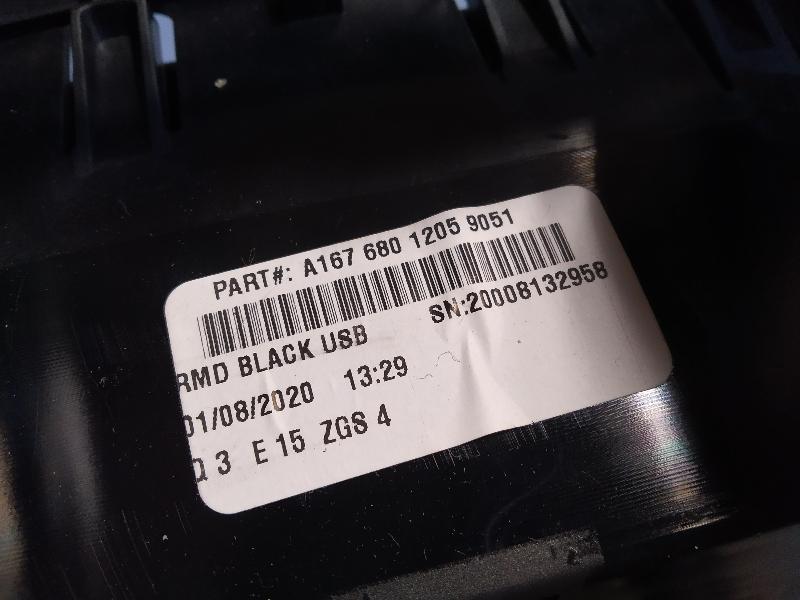 PART#: A167 680 1205 9051
SN:20008132958
RMD BLACK USB
01/08/2020 13:29
Q 3 E 15 ZGS 4